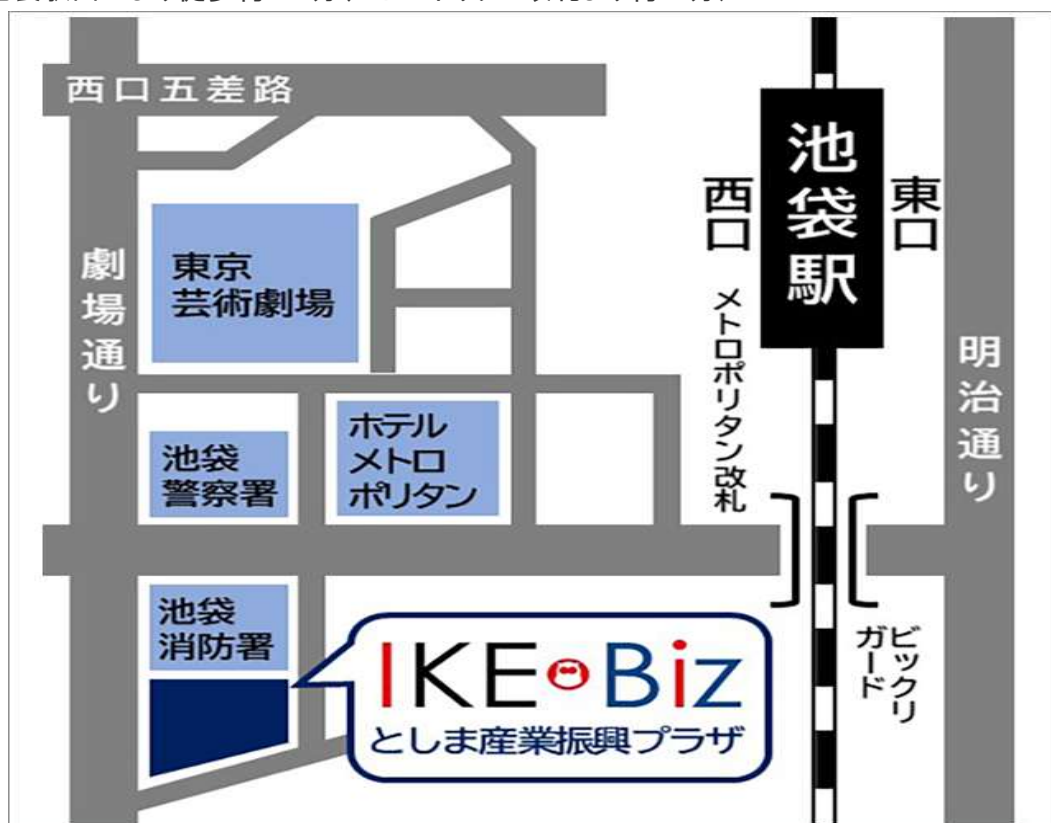 西口五差路
劇場通り
東京
芸術劇場
池袋
警察署
ホテル
メトロ
ポリタン
池袋駅
西口
東口
メトロポリタン改札
明治通り
池袋
消防署
IKE Biz
としま産業振興プラザ
ビックリ
ガード